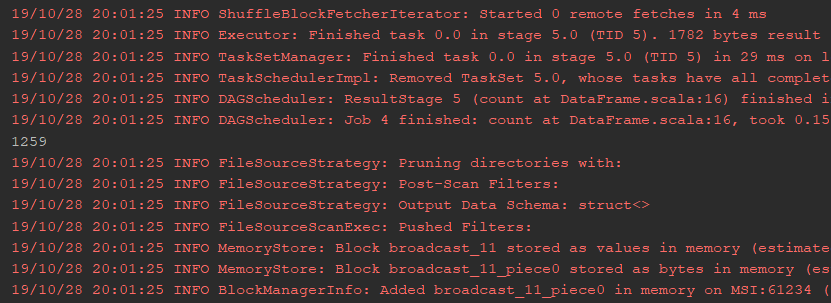 19/10/28 20:01:25 INFO ShuffleBlockFetcherIterator: Started 0 remote fetches in 4 ms
19/10/28 20:01:25 INFO Executor: Finished task 0.0 in stage 5.0 (TID 5). 1782 bytes result
19/10/28 20:01:25 INFO TaskSetManager: Finished task 0.0 in stage 5.0 (TID 5) in 29 ms on l
19/10/28 20:01:25 INFO TaskSchedulerImpl: Removed TaskSet 5.0, whose tasks have all complet
19/10/28 20:01:25 INFO DAGScheduler: ResultStage 5 (count at DataFrame.scala:16) finished i
19/10/28 20:01:25 INFO DAGScheduler: Job 4 finished: count at DataFrame.scala:16, took 0.15
1259
19/10/28 20:01:25 INFO FileSourceStrategy: Pruning directories with:
19/10/28 20:01:25 INFO FileSourceStrategy: Post-Scan Filters:
19/10/28 20:01:25 INFO FileSourceStrategy: Output Data Schema: struct<>
19/10/28 20:01:25 INFO FileSourceScanExec: Pushed Filters:
19/10/28 20:01:25 INFO MemoryStore: Block broadcast_11 stored as values in memory (estimate
19/10/28 20:01:25 INFO MemoryStore: Block broadcast_11_piece0 stored as bytes in memory (es
19/10/28 20:01:25 INFO BlockManagerInfo: Added broadcast_11_piece0 in memory on MSI:61234 (